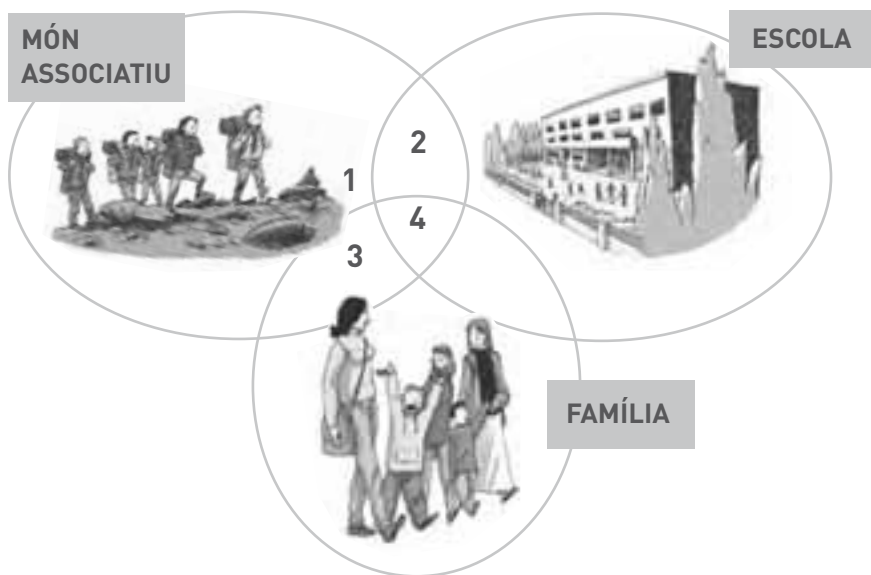 MÓN
ASSOCIATIU
ESCOLA
2
1
4
3
FAMÍLIA